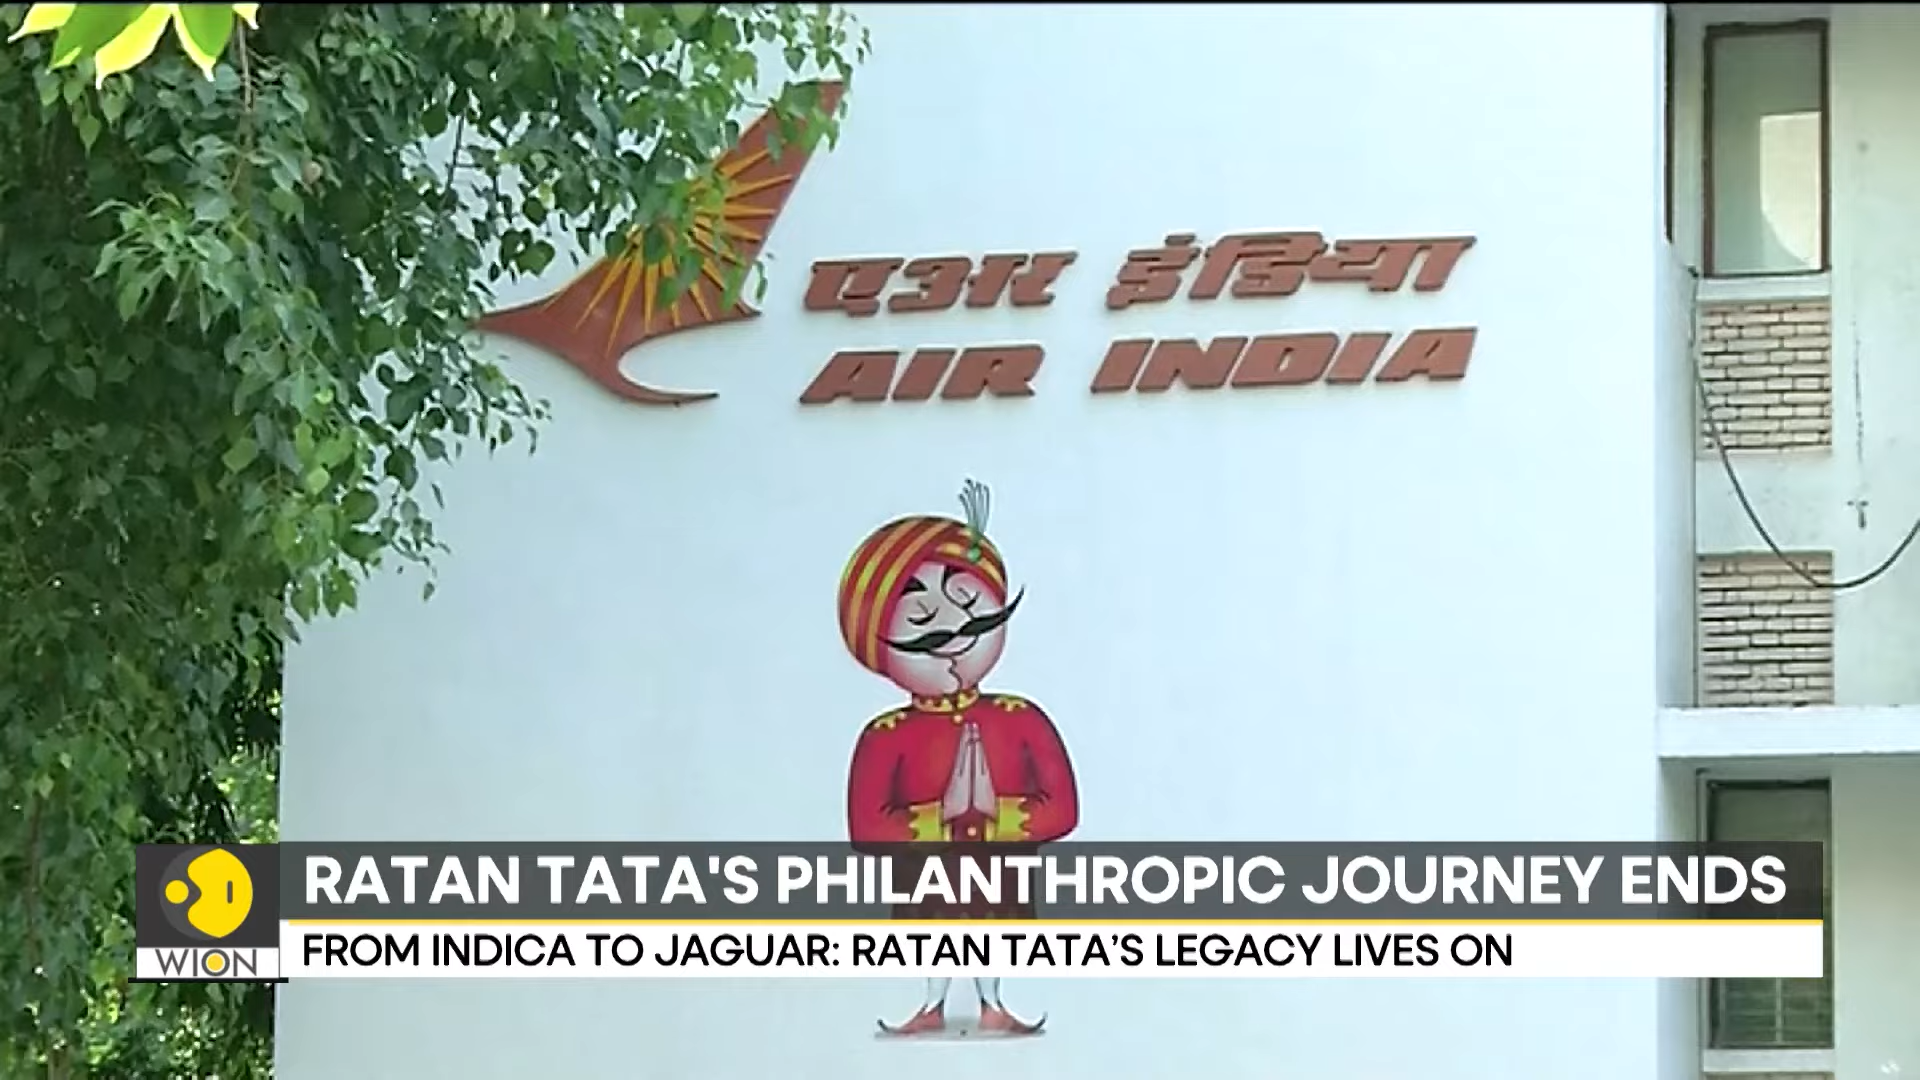 एअर इंडिया
AIR INDIA
RATAN TATA'S PHILANTHROPIC JOURNEY ENDS
FROM INDICA TO JAGUAR: RATAN TATA’S LEGACY LIVES ON
WION